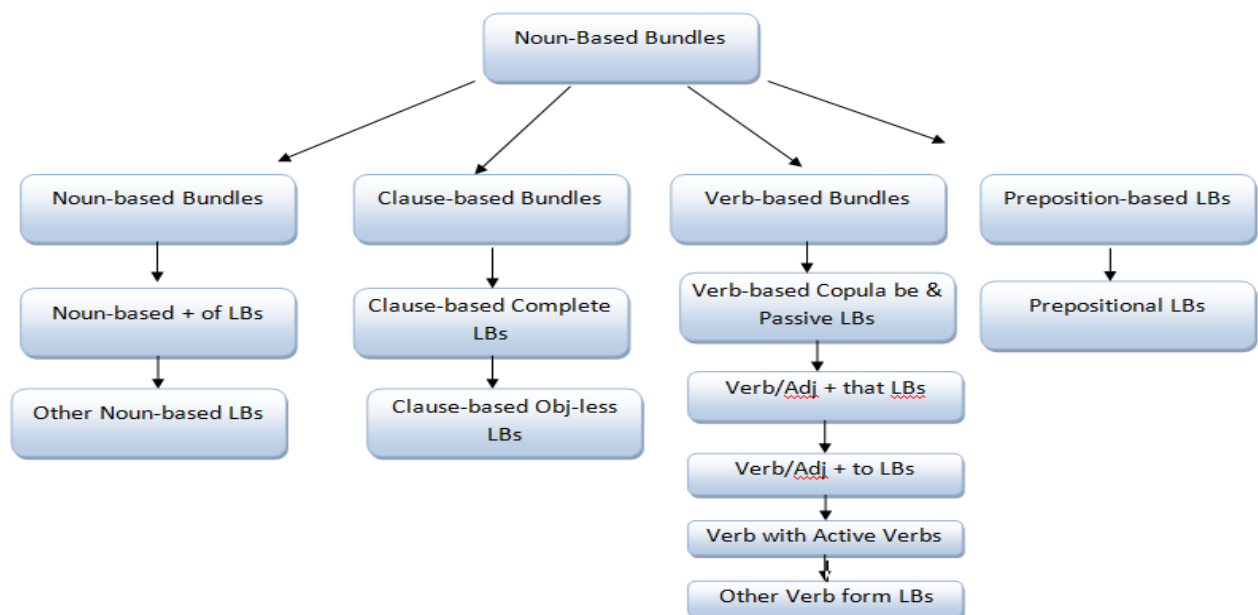 Noun-Based Bundles
Noun-based Bundles
Clause-based Bundles
Verb-based Bundles
Preposition-based LBs
Noun-based + of LBs
Clause-based Complete
LBs
Verb-based Copula be &
Passive LBs
Prepositional LBs
Other Noun-based LBs
Clause-based Obj-less
LBs
Verb/Adj + that LBs
Verb/Adj + to LBs
Verb with Active Verbs
Other Verb form LBs